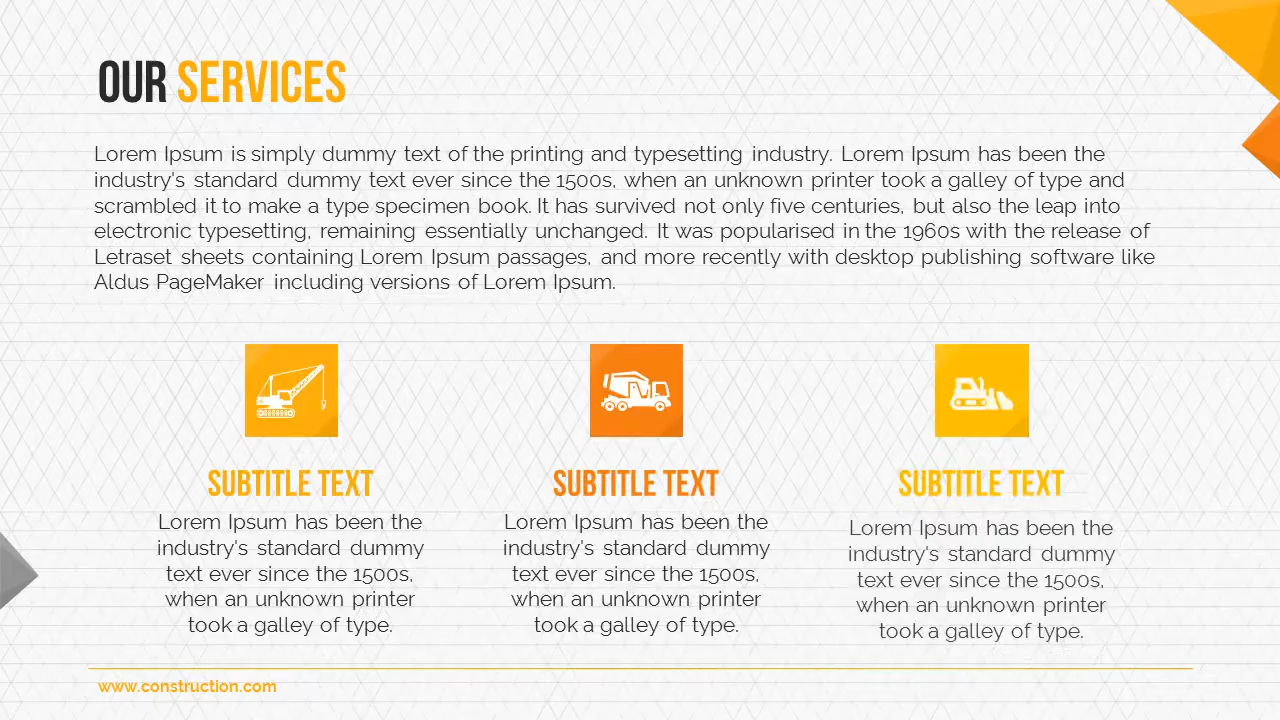 OUR SERVICES
Lorem Ipsum is simply dummy text of the printing and typesetting industry. Lorem Ipsum has been the
industry's standard dummy text ever since the 1500s, when an unknown printer took a galley of type and
scrambled it to make a type specimen book. It has survived not only five centuries, but also the leap into
electronic typesetting, remaining essentially unchanged. It was popularised in the 1960s with the release of
Letraset sheets containing Lorem Ipsum passages, and more recently with desktop publishing software like
Aldus PageMaker including versions of Lorem Ipsum.
SUBTITLE TEXT
Lorem Ipsum has been the
industry's standard dummy
text ever since the 1500s,
when an unknown printer
took a galley of type.
SUBTITLE TEXT
Lorem Ipsum has been the
industry's standard dummy
text ever since the 1500s,
when an unknown printer
took a galley of type.
SUBTITLE TEXT
Lorem Ipsum has been the
industry's standard dummy
text ever since the 1500s,
when an unknown printer
took a galley of type.
www.construction.com